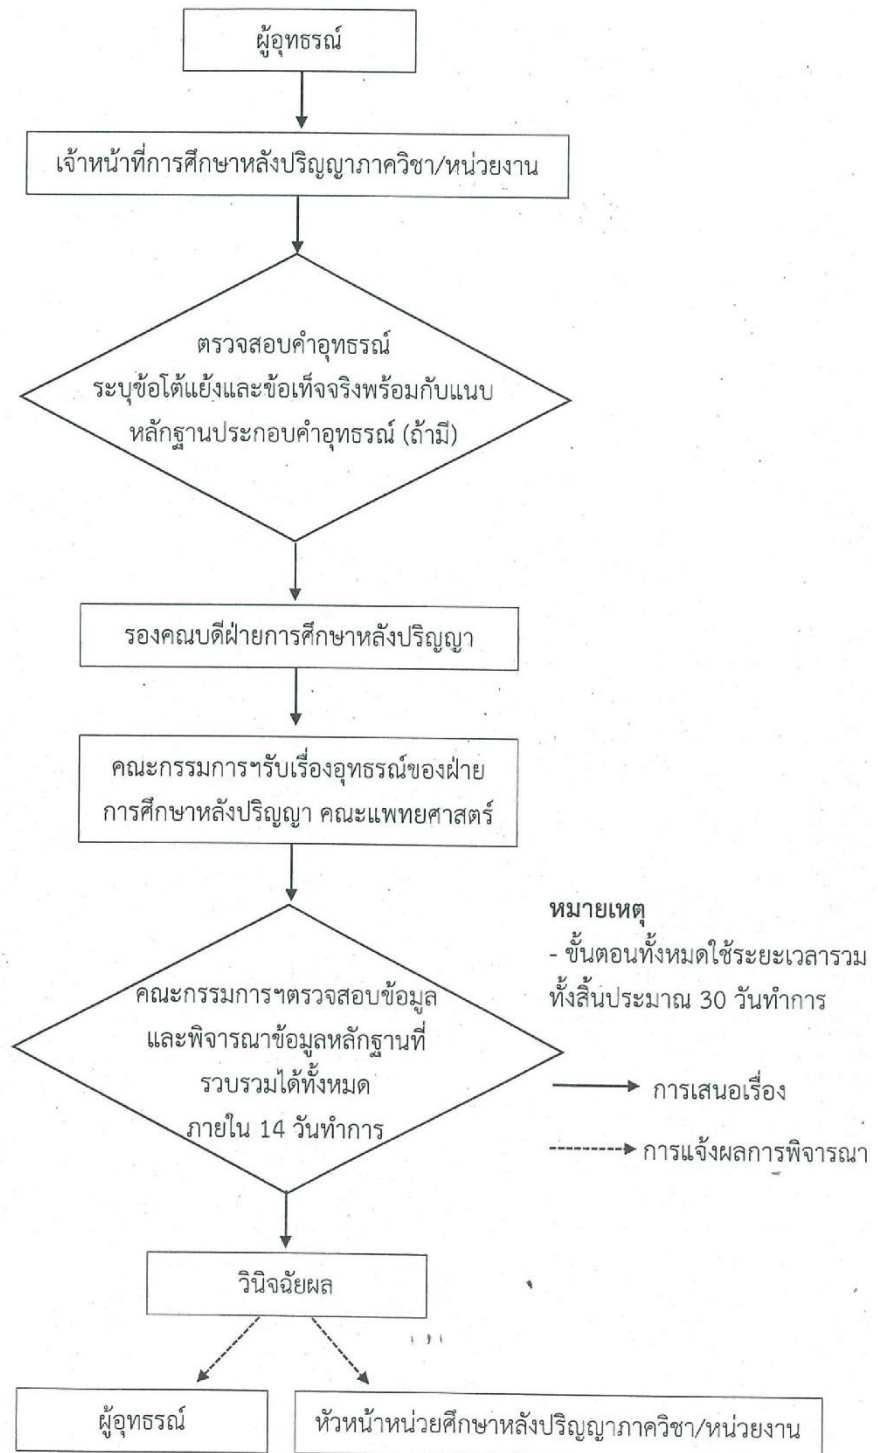 ผู้อุทธรณ์
เจ้าหน้าที่การศึกษาหลังปริญญาภาควิชา/หน่วยงาน
ตรวจสอบคำอุทธรณ์
ระบุข้อโต้แย้งและข้อเท็จจริงพร้อมกับแนบ
หลักฐานประกอบคำอุทธรณ์ (ถ้ามี)
รองคณบดีฝ่ายการศึกษาหลังปริญญา
คณะกรรมการฯรับเรื่องอุทธรณ์ของฝ่าย
การศึกษาหลังปริญญา คณะแพทยศาสตร์
คณะกรรมการฯตรวจสอบข้อมูล
และพิจารณาข้อมูลหลักฐานที่
รวบรวมได้ทั้งหมด
ภายใน 14 วันทำการ
หมายเหตุ
- ขั้นตอนทั้งหมดใช้ระยะเวลารวม
ทั้งสิ้นประมาณ 30 วันทำการ
การเสนอเรื่อง
การแจ้งผลการพิจารณา
วินิจฉัยผล
ผู้อุทธรณ์
หัวหน้าหน่วยศึกษาหลังปริญญาภาควิชา/หน่วยงาน